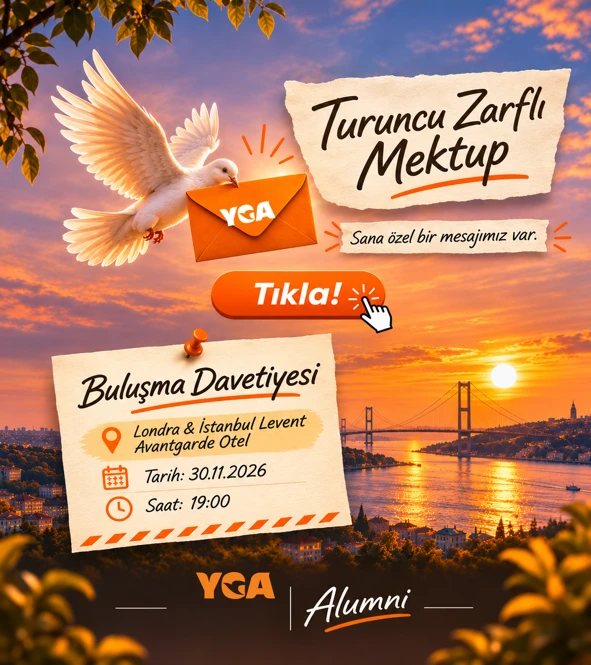 Turuncu Zarflı
Mektup
YGA
Sana özel bir mesajımız var.
Tıkla!
Buluşma Davetiyesi
Londra & İstanbul Levent
Avantgarde Otel
Tarih: 30.11.2026
Saat: 19:00
YGA
Alumni